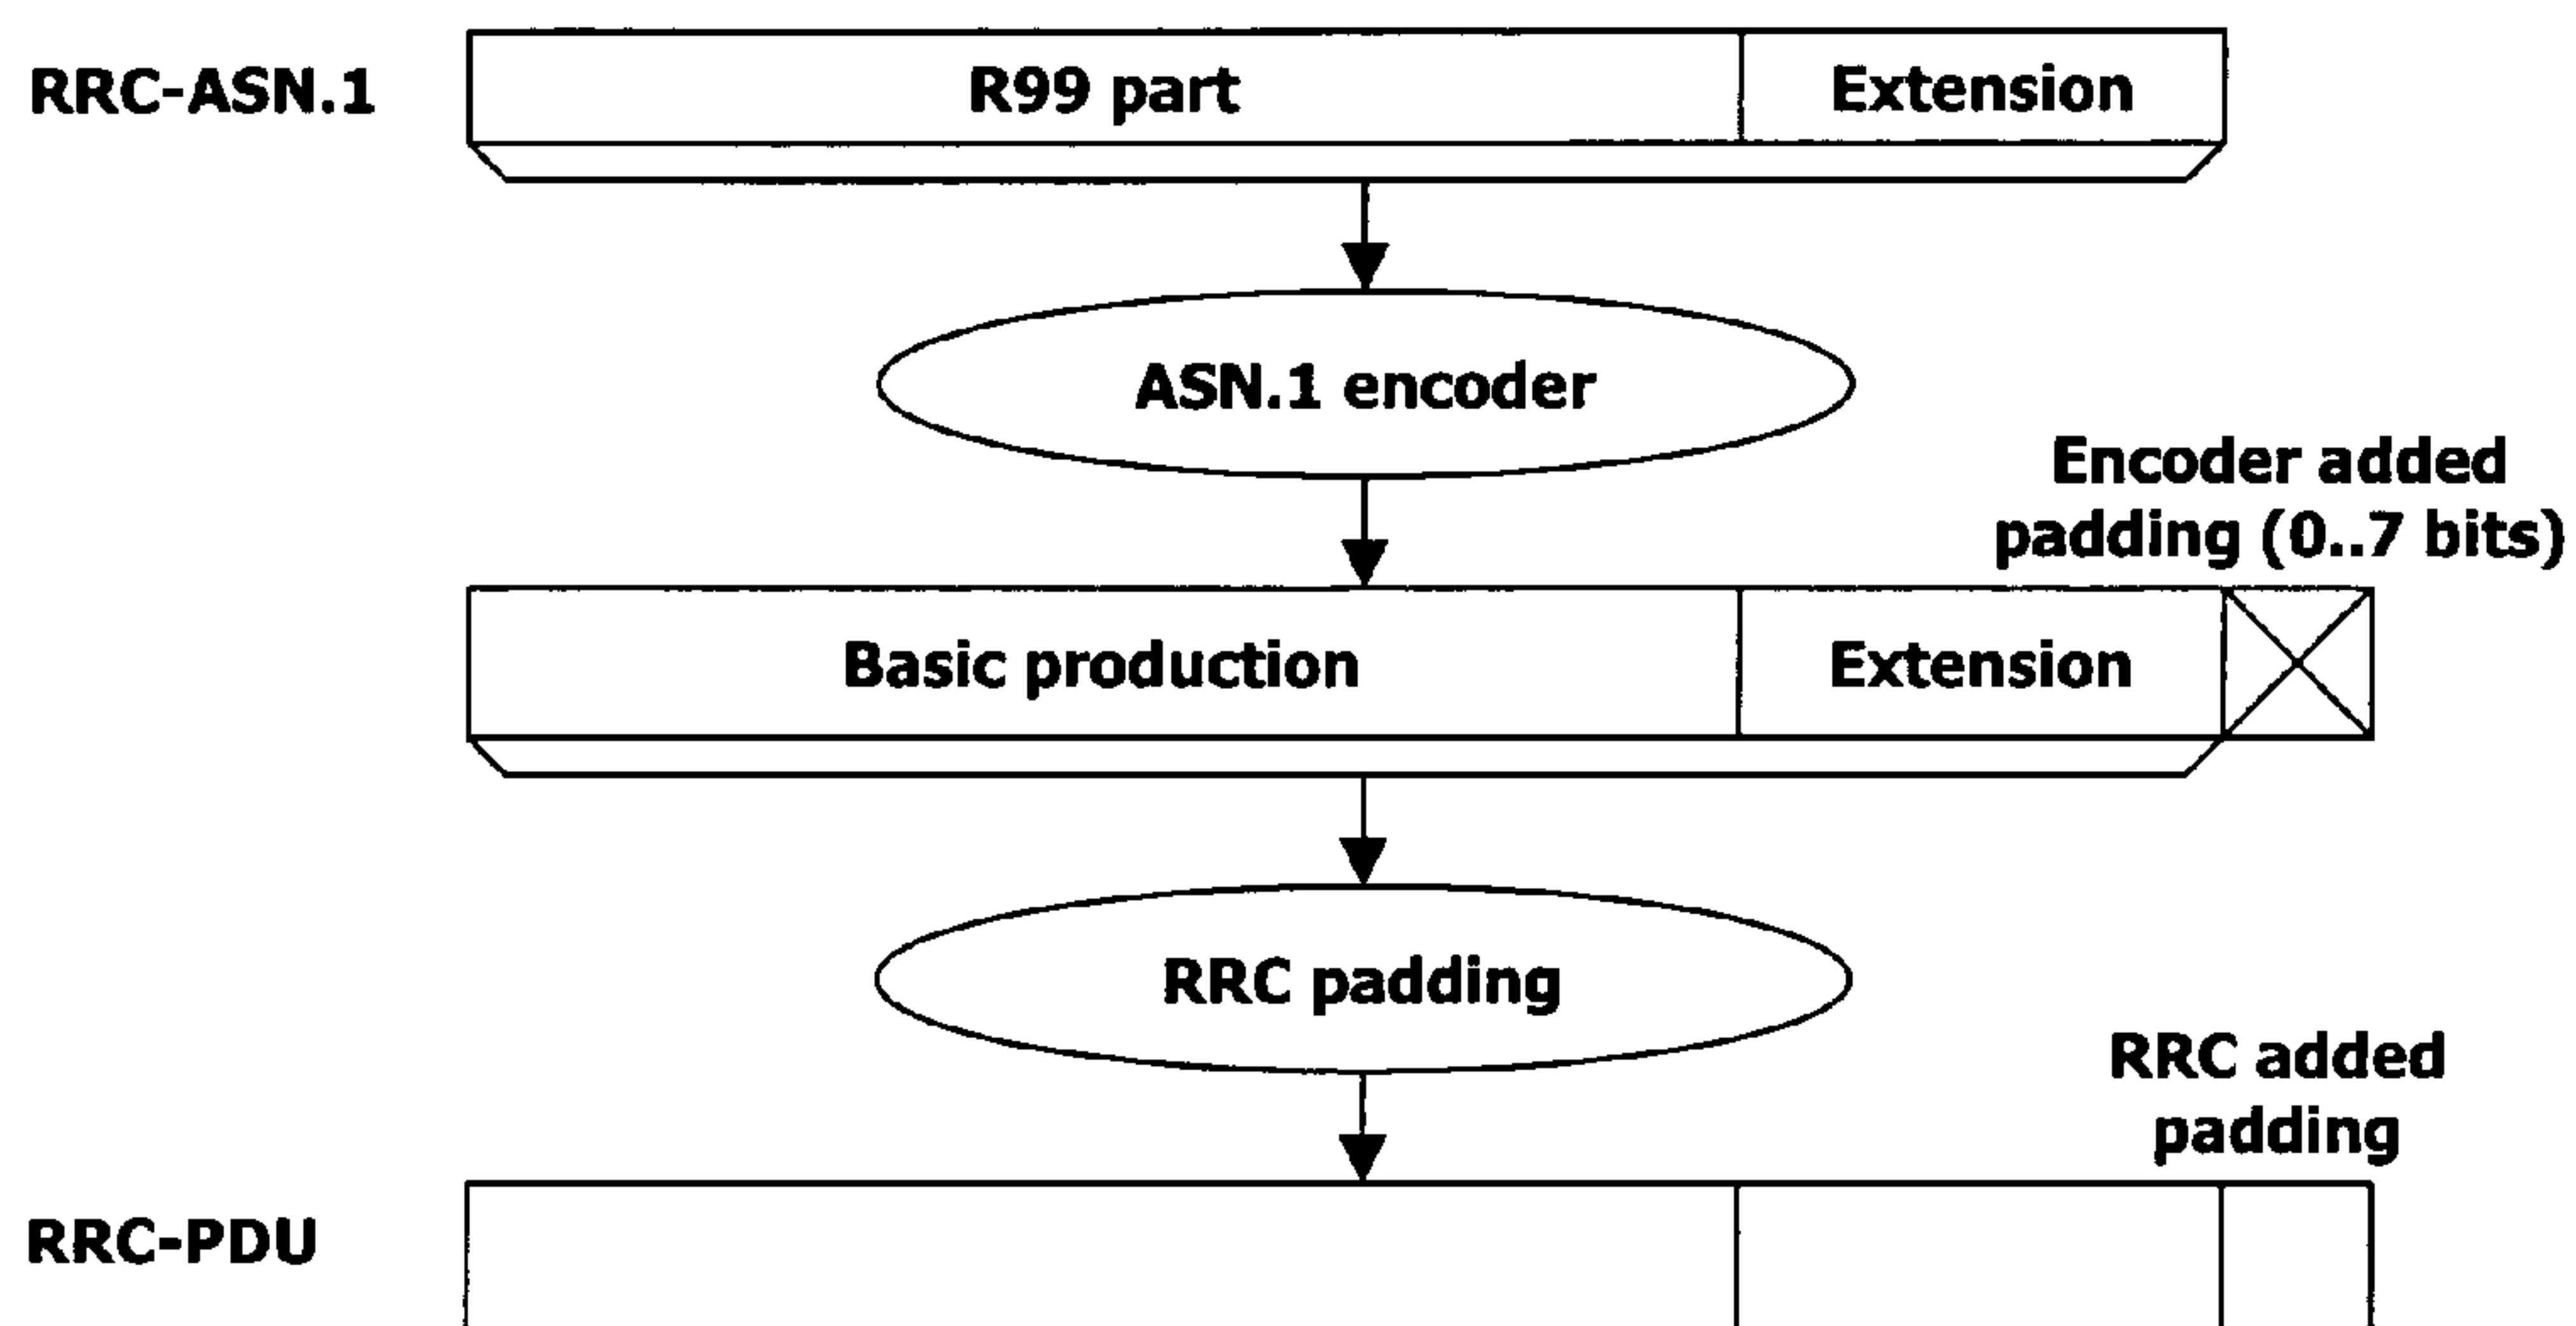 RRC-ASN.1
R99 part
Extension
ASN.1 encoder
Encoder added
padding (0..7 bits)
Basic production
Extension
RRC padding
RRC added
padding
RRC-PDU